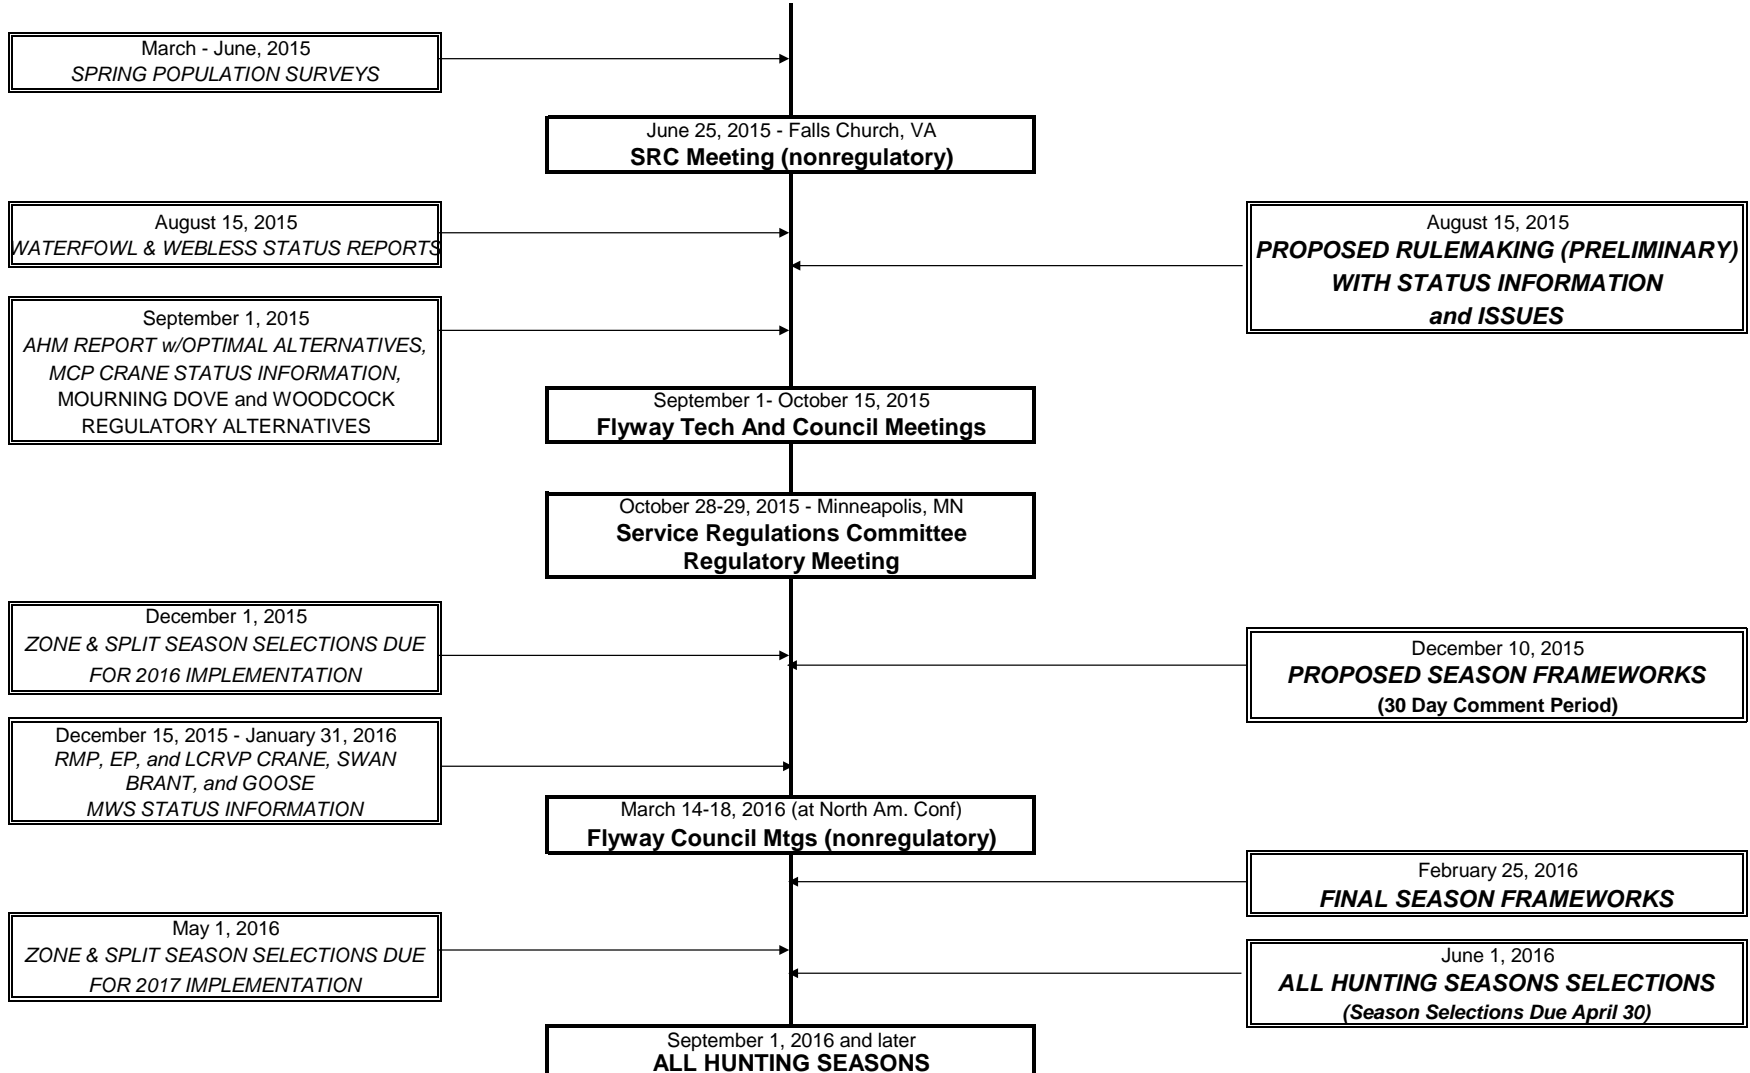 March - June, 2015
SPRING POPULATION SURVEYS
June 25, 2015 - Falls Church, VA
SRC Meeting (nonregulatory)
August 15, 2015
WATERFOWL & WEBLESS STATUS REPORTS
August 15, 2015
PROPOSED RULEMAKING (PRELIMINARY)
WITH STATUS INFORMATION
and ISSUES
September 1, 2015
AHM REPORT w/OPTIMAL ALTERNATIVES,
MCP CRANE STATUS INFORMATION,
MOURNING DOVE and WOODCOCK
REGULATORY ALTERNATIVES
September 1- October 15, 2015
Flyway Tech And Council Meetings
October 28-29, 2015 - Minneapolis, MN
Service Regulations Committee
Regulatory Meeting
December 1, 2015
ZONE & SPLIT SEASON SELECTIONS DUE
FOR 2016 IMPLEMENTATION
December 10, 2015
PROPOSED SEASON FRAMEWORKS
(30 Day Comment Period)
December 15, 2015 - January 31, 2016
RMP, EP, and LCRVP CRANE, SWAN
BRANT, and GOOSE
MWS STATUS INFORMATION
March 14-18, 2016 (at North Am. Conf)
Flyway Council Mtgs (nonregulatory)
February 25, 2016
FINAL SEASON FRAMEWORKS
May 1, 2016
ZONE & SPLIT SEASON SELECTIONS DUE
FOR 2017 IMPLEMENTATION
June 1, 2016
ALL HUNTING SEASONS SELECTIONS
(Season Selections Due April 30)
September 1, 2016 and later
ALL HUNTING SEASONS